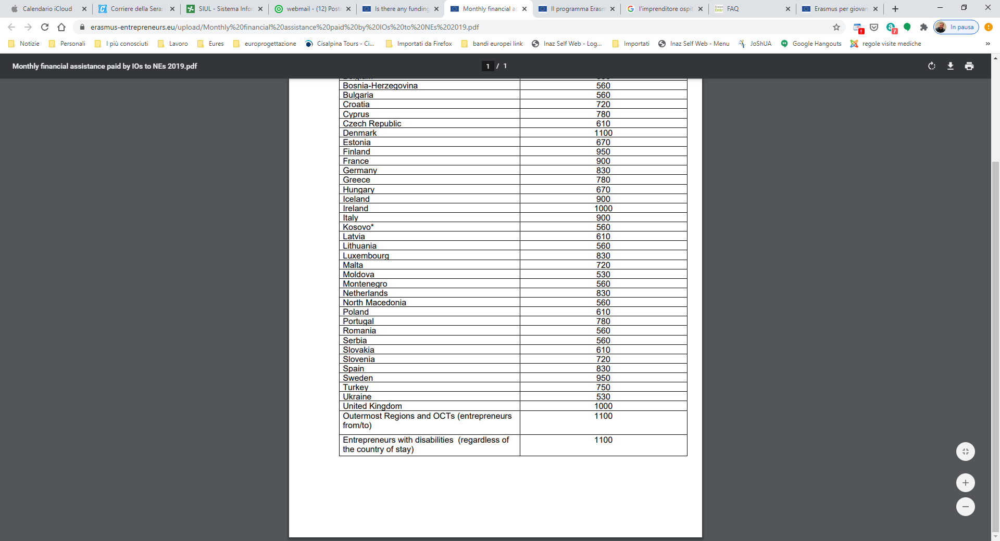 Calendario iCloud
Corriere della Sera:
SIUL - Sistema Infor
webmail - (12) Posta
Is there any funding
Monthly financial as
Il programma Erasm
l'imprenditore ospit
FAQ
Erasmus per giovan
erasmus-entrepreneurs.eu/upload/Monthly%20financial%20assistance%20paid%20by%20IOs%20to%20NEs%202019.pdf
7
In pausa
Notizie
Personali
I più conosciuti
Lavoro
Eures
europrogettazione
Cisalpina Tours - Ci...
Importati da Firefox
bandi europei link
Inaz Self Web - Log...
Importati
Inaz Self Web - Menu
JoShUA
Google Hangouts
regole visite mediche
»
Monthly financial assistance paid by IOs to NEs 2019.pdf
1 / 1
Bosnia-Herzegovina 560
Bulgaria 560
Croatia 720
Cyprus 780
Czech Republic 610
Denmark 1100
Estonia 670
Finland 950
France 900
Germany 830
Greece 780
Hungary 670
Iceland 900
Ireland 1000
Italy 900
Kosovo* 560
Latvia 610
Lithuania 560
Luxembourg 830
Malta 720
Moldova 530
Montenegro 560
Netherlands 830
North Macedonia 560
Poland 610
Portugal 780
Romania 560
Serbia 560
Slovakia 610
Slovenia 720
Spain 830
Sweden 950
Turkey 750
Ukraine 530
United Kingdom 1000
Outermost Regions and OCTs (entrepreneurs 1100
from/to)
Entrepreneurs with disabilities (regardless of 1100
the country of stay)